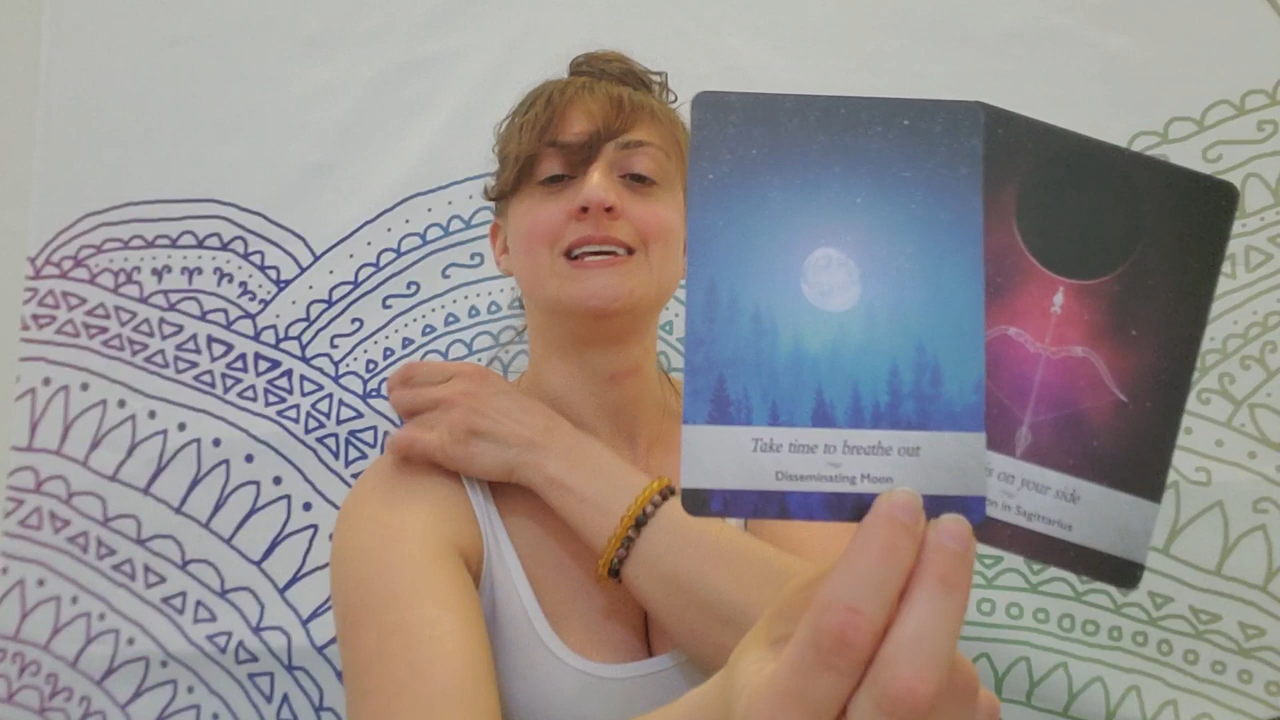 Take time to breathe out
Disseminating Moon
on your side
in Sagittarius